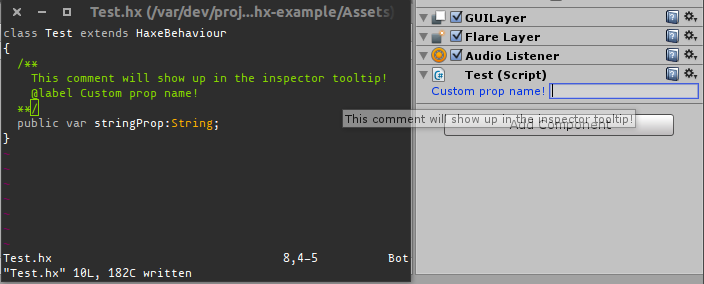 Test.hx (/var/dev/proj...hx-example/Assets)
class Test extends HaxeBehaviour
{
/**
This comment will show up in the inspector tooltip!
@label Custom prop name!
**/
public var stringProp:String;
}
~
~
~
~
~
~
~
Test.hx 8,4-5 Bot
"Test.hx" 10L, 182C written
GUILayer
Flare Layer
Audio Listener
Test (Script)
Custom prop name!
This comment will show up in the inspector tooltip!
Add Component